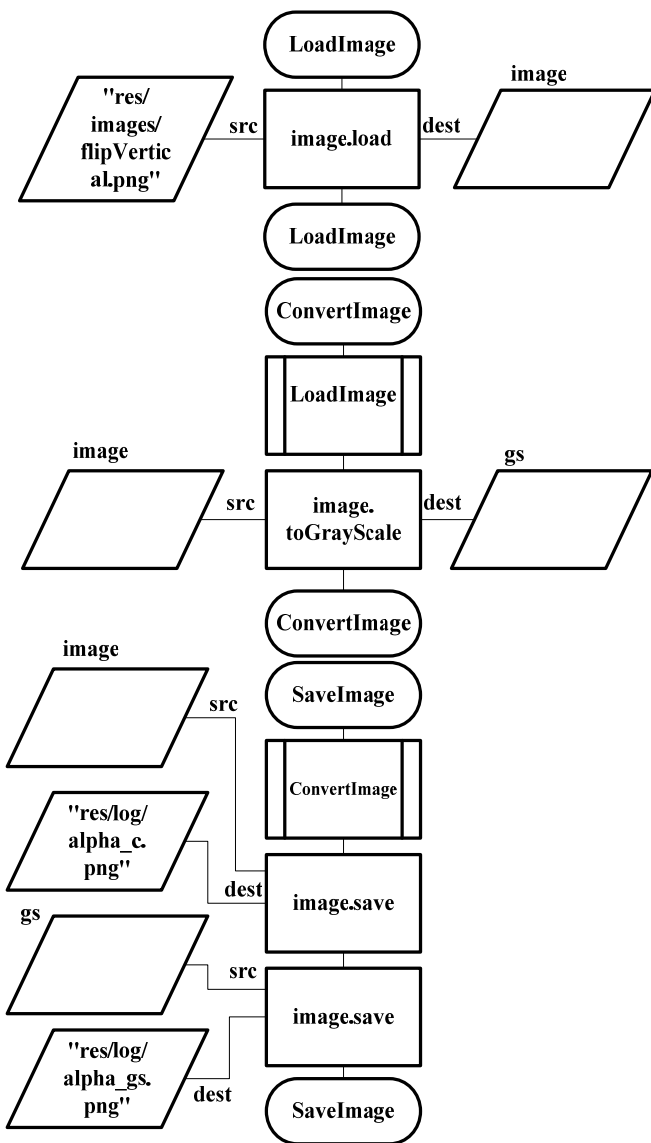 LoadImage
image
"res/
images/
flipVertic
al.png"
src
image.load
dest
LoadImage
ConvertImage
LoadImage
image
gs
src
image.
toGrayScale
dest
ConvertImage
image
SaveImage
src
ConvertImage
"res/log/
alpha_c.
png"
dest
image.save
gs
src
image.save
"res/log/
alpha_gs.
png"
dest
SaveImage